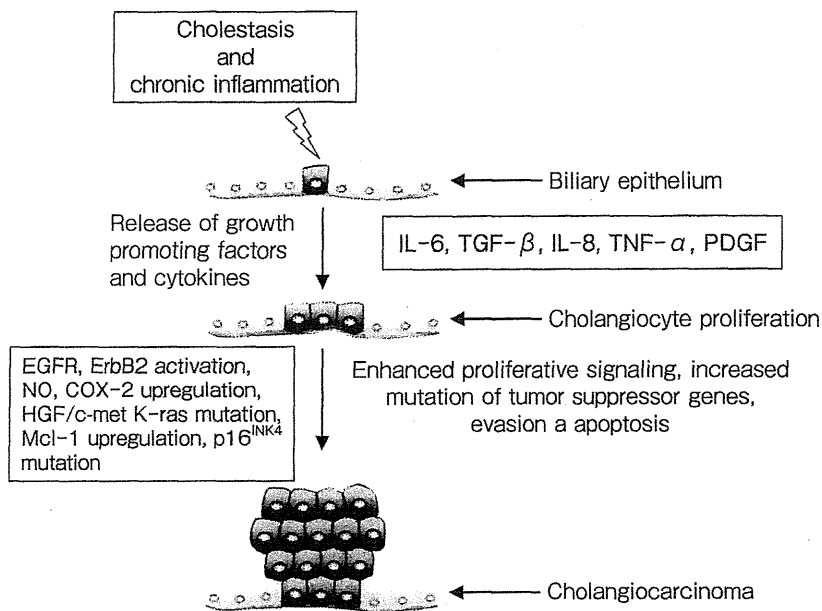 Cholestasis
and
chronic inflammation
Biliary epithelium
Release of growth
promoting factors
and cytokines
IL-6, TGF-β, IL-8, TNF-α, PDGF
Cholangiocyte proliferation
EGFR, ErbB2 activation,
NO, COX-2 upregulation,
HGF/c-met K-ras mutation,
Mcl-1 upregulation, p16^INK4
mutation
Enhanced proliferative signaling, increased
mutation of tumor suppressor genes,
evasion a apoptosis
Cholangiocarcinoma